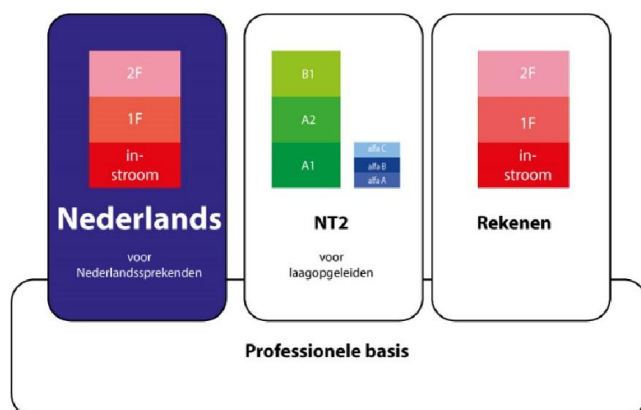 2F
1F
in-
stroom
Nederlands
voor
Nederlandssprekenden
B1
A2
A1
alfa C
alfa B
alfa A
NT2
voor
laagopgeleiden
2F
1F
in-
stroom
Rekenen
Professionele basis